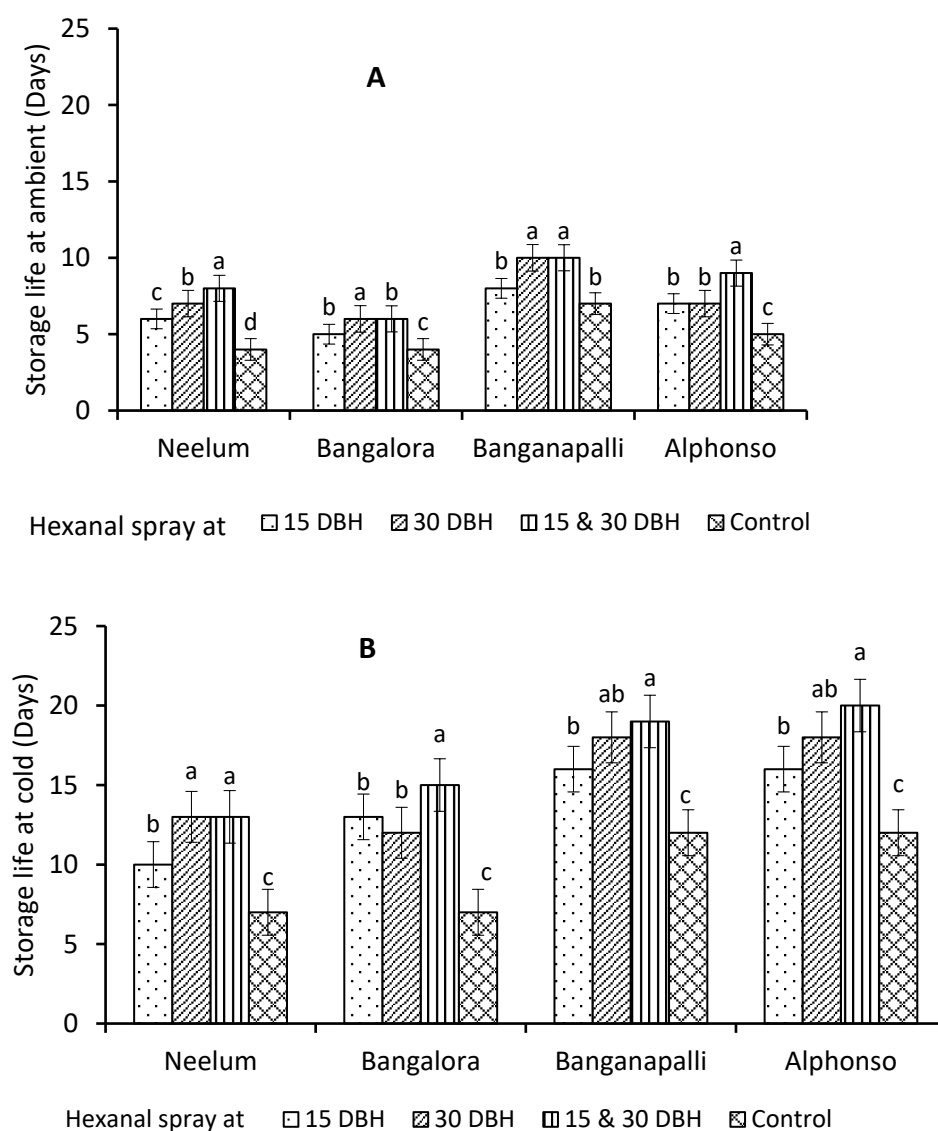 25
A
20
15
10
5
0
Storage life at ambient (Days)
c b a d b a b c b a a b b b a c
Neelum Bangalora Banganapalli Alphonso
Hexanal spray at 15 DBH 30 DBH 15 & 30 DBH Control
25
B
20
15
10
5
0
Storage life at cold (Days)
b a a c b b a c b ab a c b ab a c
Neelum Bangalora Banganapalli Alphonso
Hexanal spray at 15 DBH 30 DBH 15 & 30 DBH Control